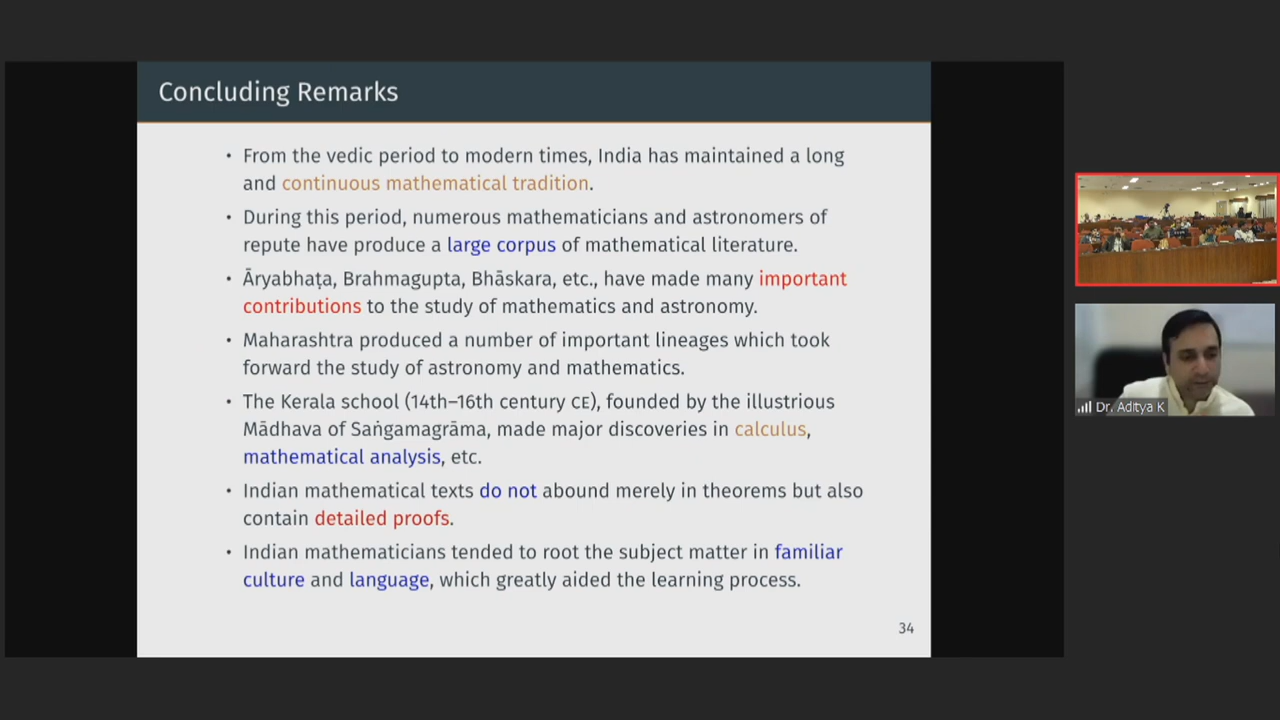 Concluding Remarks
• From the vedic period to modern times, India has maintained a long
and continuous mathematical tradition.
• During this period, numerous mathematicians and astronomers of
repute have produce a large corpus of mathematical literature.
• Āryabhaṭa, Brahmagupta, Bhāskara, etc., have made many important
contributions to the study of mathematics and astronomy.
• Maharashtra produced a number of important lineages which took
forward the study of astronomy and mathematics.
• The Kerala school (14th–16th century CE), founded by the illustrious
Mādhava of Saṅgamagrāma, made major discoveries in calculus,
mathematical analysis, etc.
• Indian mathematical texts do not abound merely in theorems but also
contain detailed proofs.
• Indian mathematicians tended to root the subject matter in familiar
culture and language, which greatly aided the learning process.
34
Dr. Aditya K